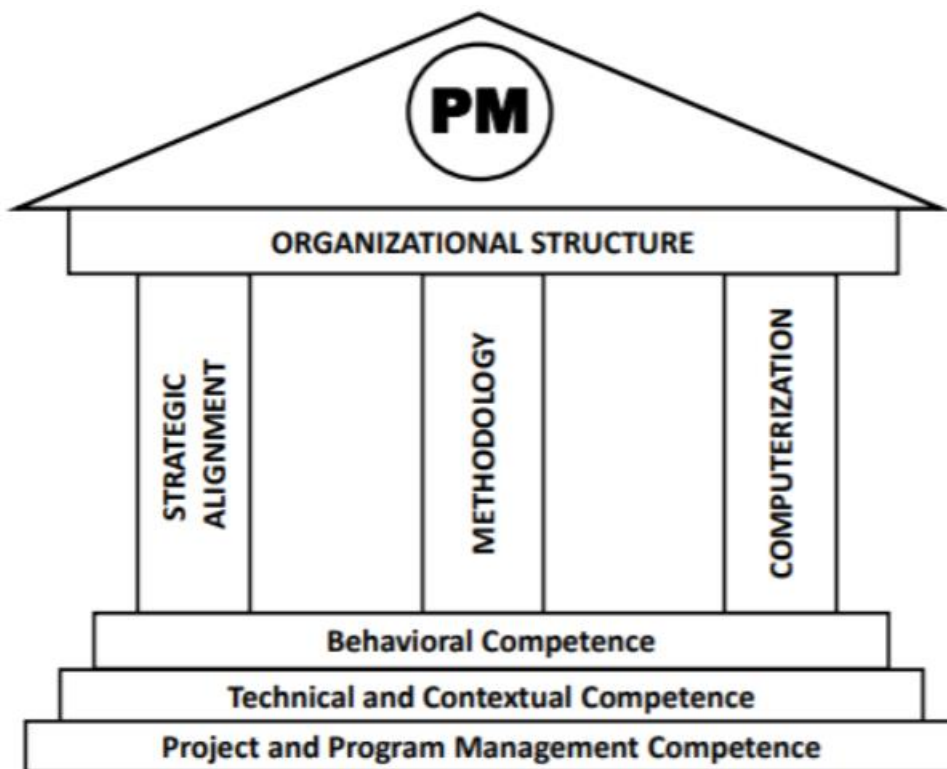 PM
ORGANIZATIONAL STRUCTURE
STRATEGIC
ALIGNMENT
METHODOLOGY
COMPUTERIZATION
Behavioral Competence
Technical and Contextual Competence
Project and Program Management Competence